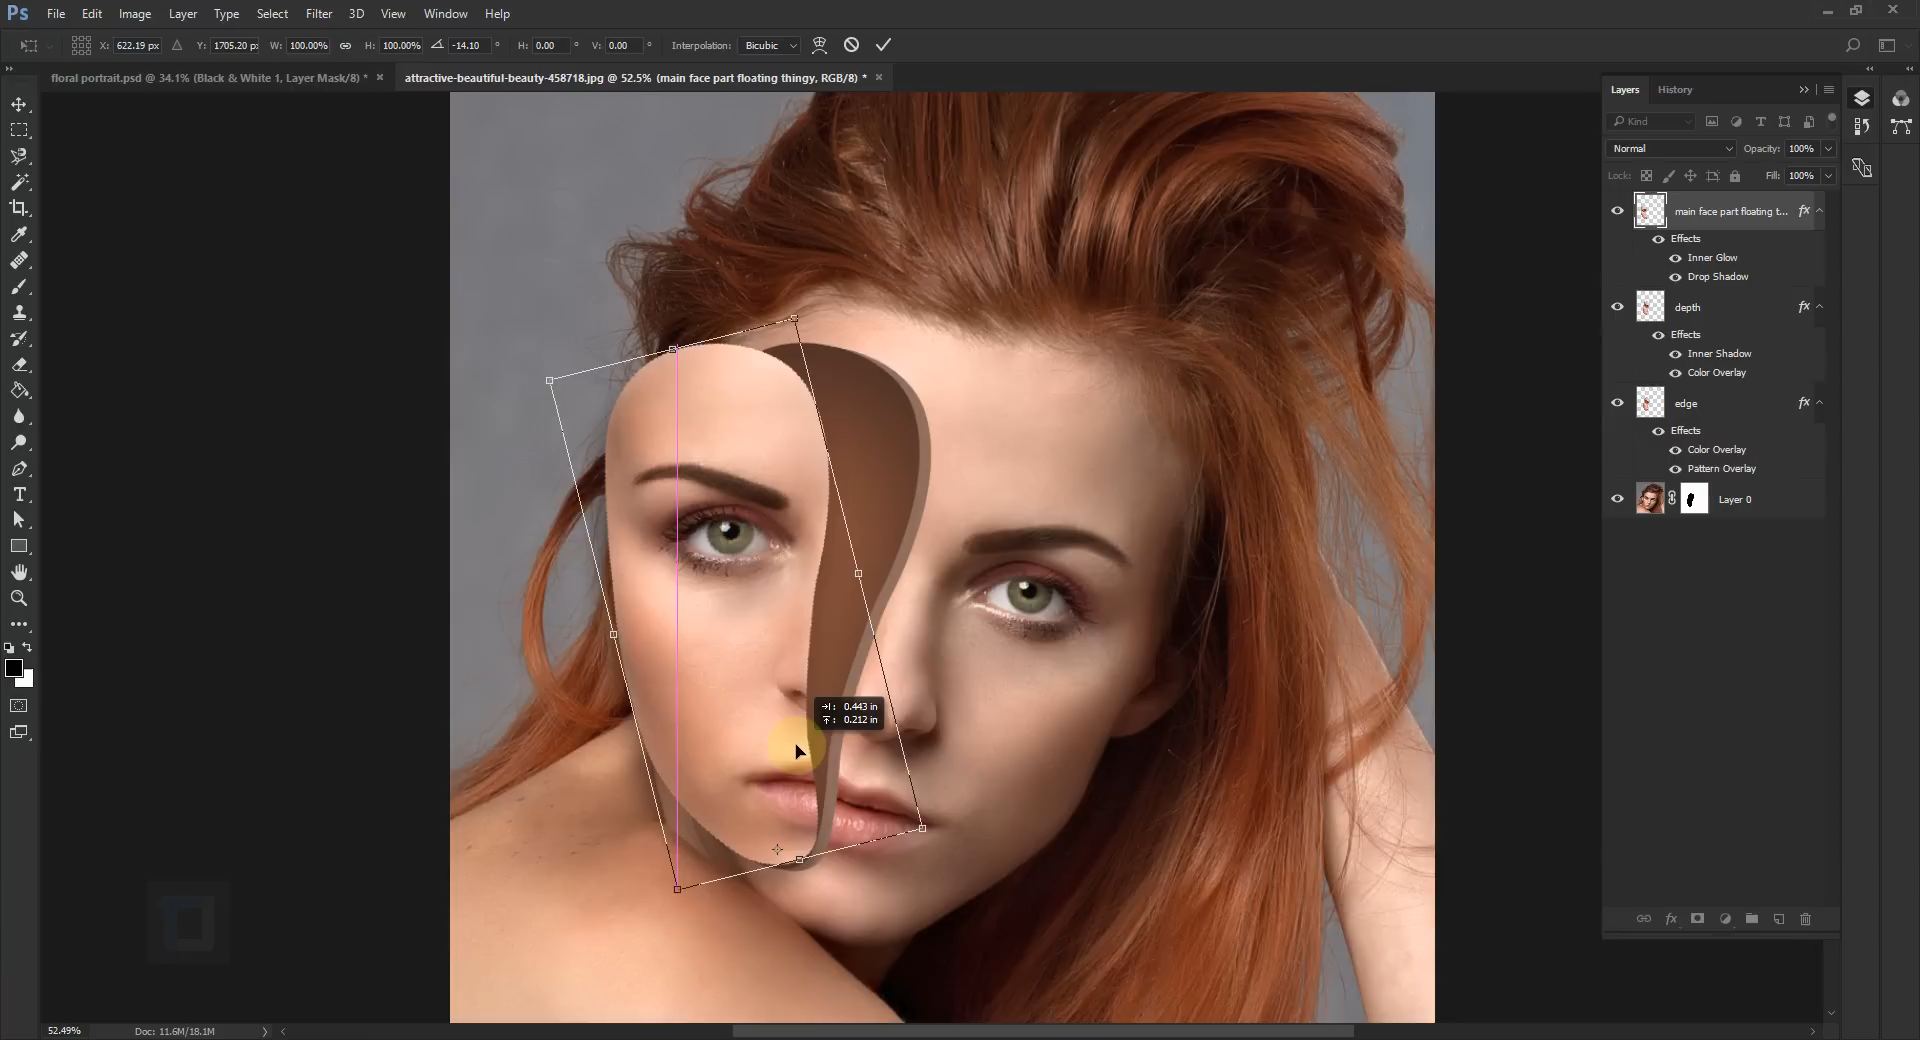 Ps File Edit Image Layer Type Select Filter 3D View Window Help
X: 622.19 px Y: 1705.20 px W: 100.00% H: 100.00% -14.10 ° H: 0.00 ° V: 0.00 ° Interpolation: Bicubic
floral portrait.psd @ 34.1% (Black & White 1, Layer Mask/8) * × attractive-beautiful-beauty-458718.jpg @ 52.5% (main face part floating thingy, RGB/8) * ×
Layers History
Kind
Normal Opacity: 100%
Lock: Fill: 100%
main face part floating t... fx
Effects
Inner Glow
Drop Shadow
depth fx
Effects
Inner Shadow
Color Overlay
edge fx
Effects
Color Overlay
Pattern Overlay
Layer 0
: 0.443 in
: 0.212 in
fx
52.49% Doc: 11.6M/18.1M